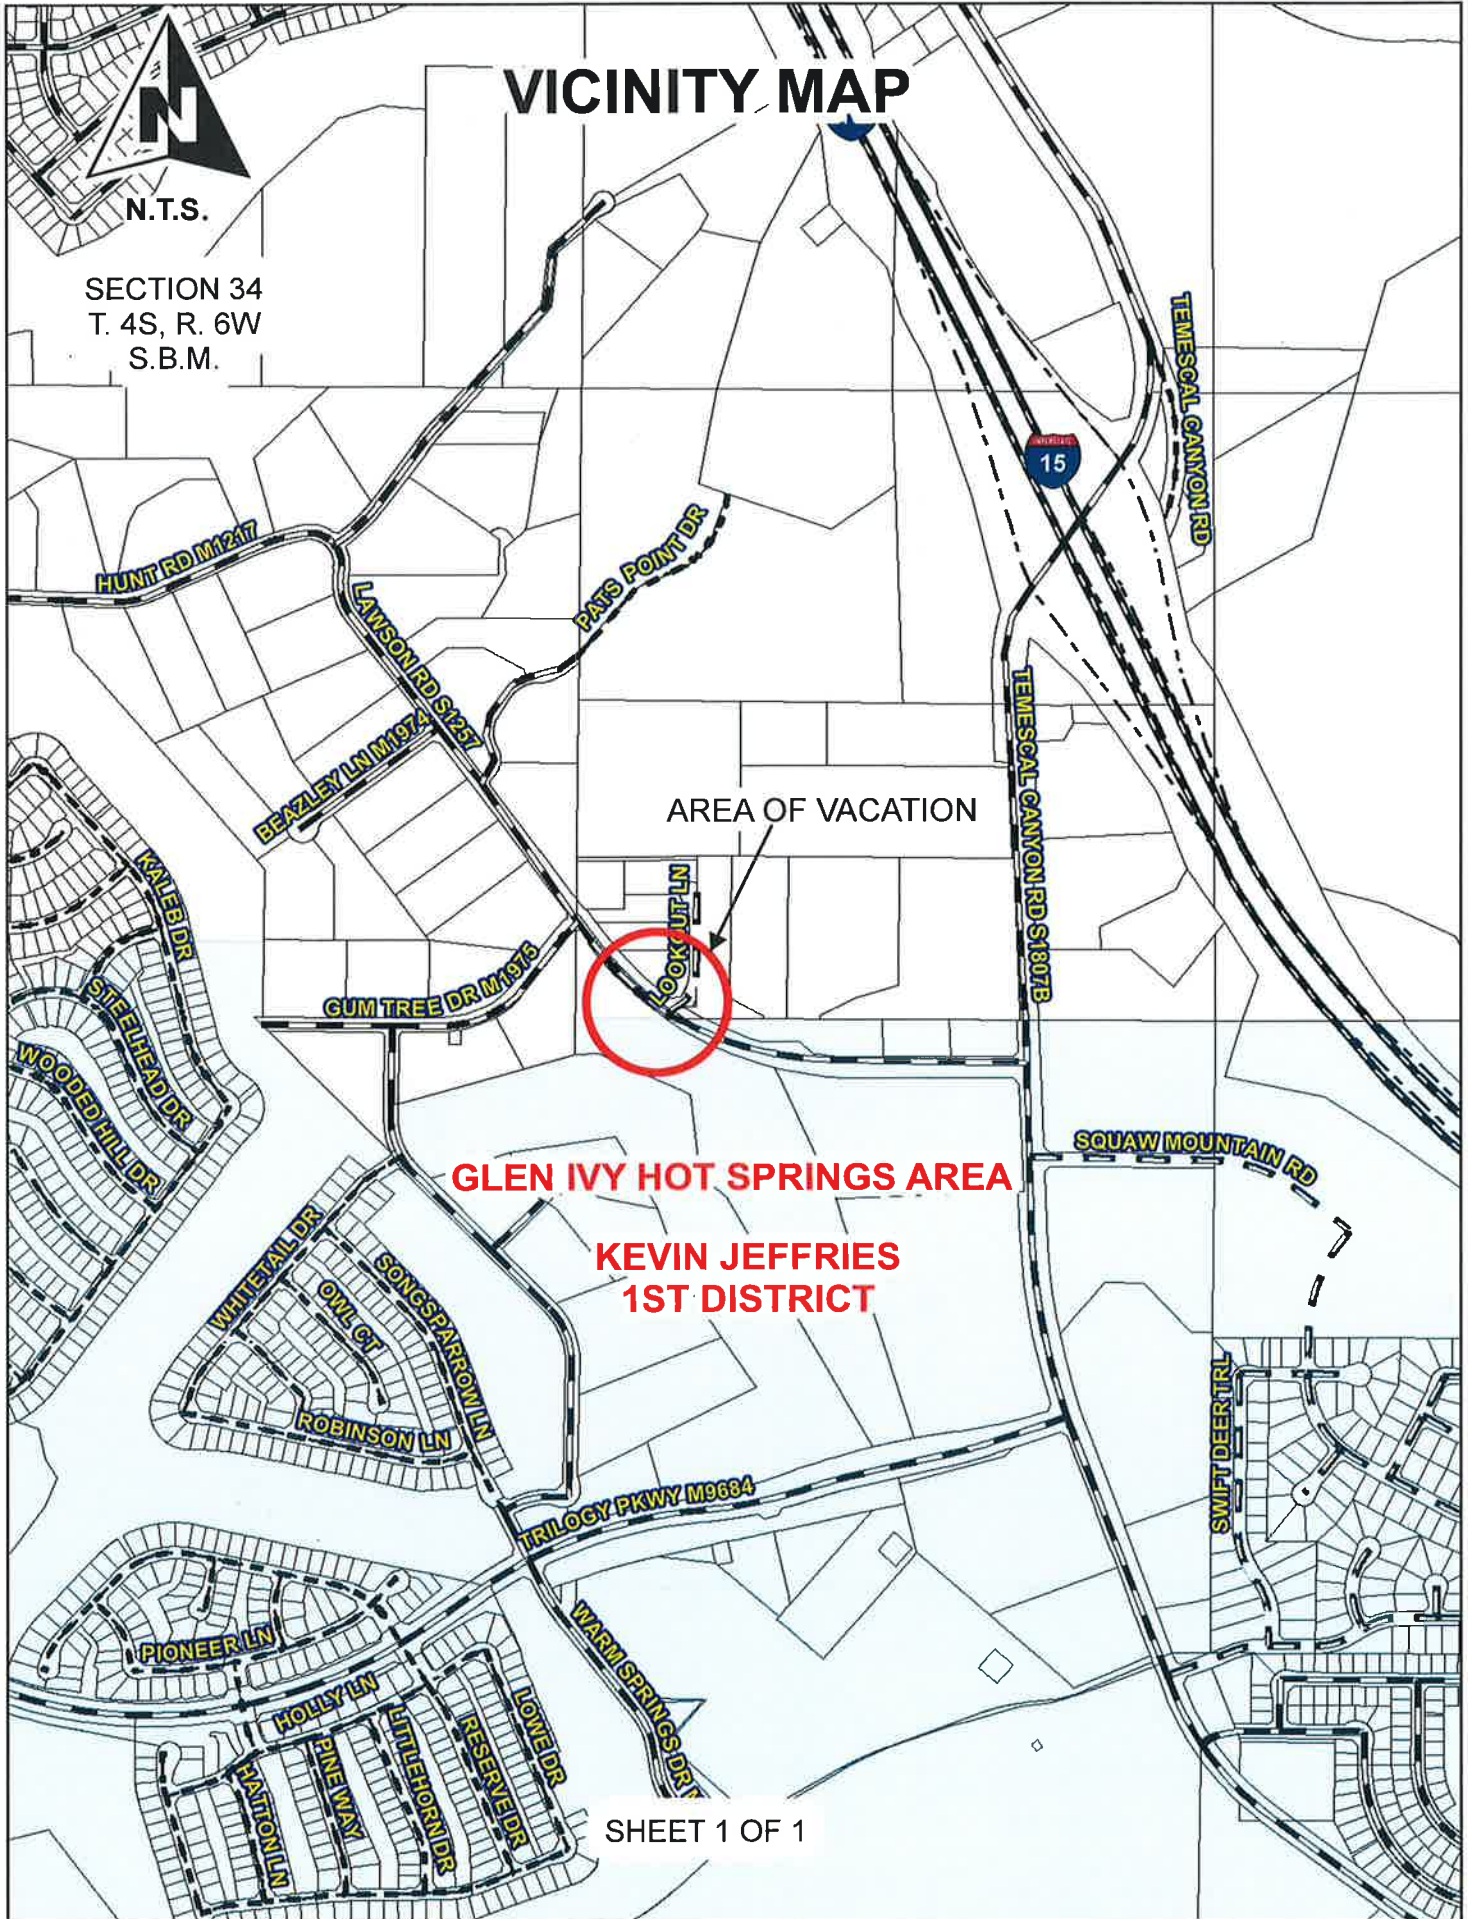 VICINITY MAP
N
N.T.S.
SECTION 34
T. 4S, R. 6W
S.B.M.
TEMESCAL CANYON RD
INTERSTATE
15
HUNT RD M1217
PATS POINT DR
LAWSON RD S1257
BEAZLEY LN M1974
TEMESCAL CANYON RD S1807B
AREA OF VACATION
KALEB DR
LOOKOUT LN
GUM TREE DR M1975
STEELHEAD DR
WOODED HILL DR
SQUAW MOUNTAIN RD
GLEN IVY HOT SPRINGS AREA
KEVIN JEFFRIES
1ST DISTRICT
WHITETAIL DR
OWL CT
SONGSPARROW LN
ROBINSON LN
SWIFT DEER TRL
TRILOGY PKWY M9684
PIONEER LN
WARM SPRINGS DR
HOLLY LN
HATTON LN
PINE WAY
LITTLEHORN DR
RESERVE DR
LOWE DR
SHEET 1 OF 1